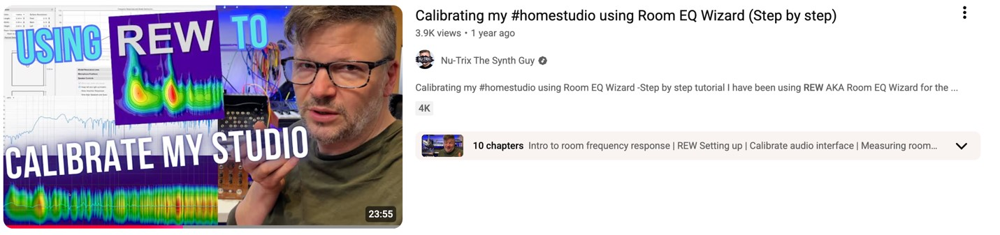 USING
REW
TO
CALIBRATE MY STUDIO
23:55
Calibrating my #homestudio using Room EQ Wizard (Step by step)
3.9K views • 1 year ago
Nu-Trix The Synth Guy
Calibrating my #homestudio using Room EQ Wizard -Step by step tutorial I have been using REW AKA Room EQ Wizard for the ...
4K
10 chapters Intro to room frequency response | REW Setting up | Calibrate audio interface | Measuring room...